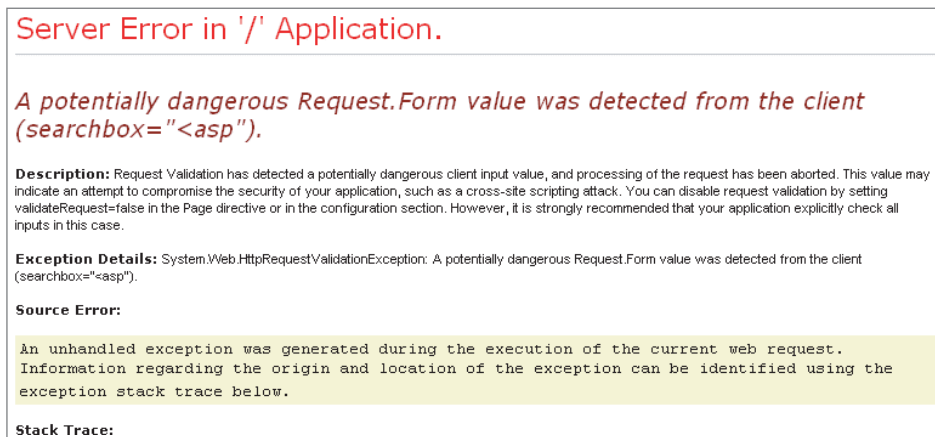 Server Error in '/' Application.
A potentially dangerous Request.Form value was detected from the client
(searchbox="<asp").
Description: Request Validation has detected a potentially dangerous client input value, and processing of the request has been aborted. This value may
indicate an attempt to compromise the security of your application, such as a cross-site scripting attack. You can disable request validation by setting
validateRequest=false in the Page directive or in the configuration section. However, it is strongly recommended that your application explicitly check all
inputs in this case.
Exception Details: System.Web.HttpRequestValidationException: A potentially dangerous Request.Form value was detected from the client
(searchbox="<asp").
Source Error:
An unhandled exception was generated during the execution of the current web request.
Information regarding the origin and location of the exception can be identified using the
exception stack trace below.
Stack Trace: